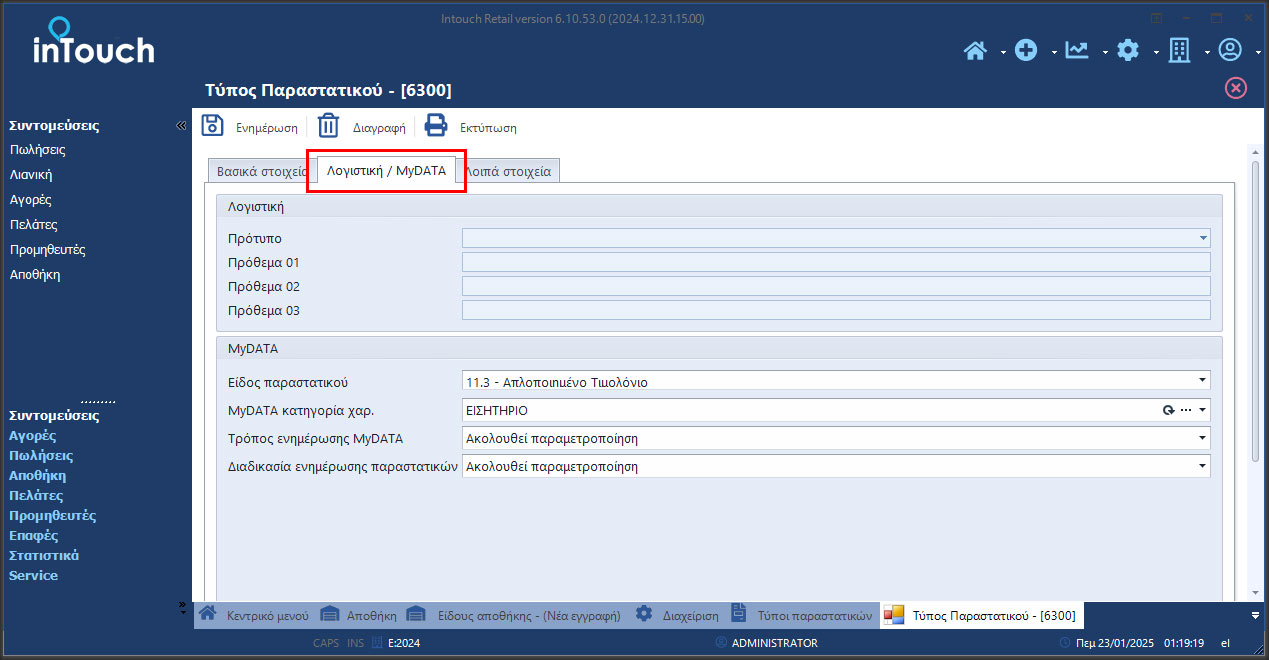 Intouch Retail version 6.10.53.0 (2024.12.31.15.00)
inTouch
Τύπος Παραστατικού - [6300]
Συντομεύσεις
«
Πωλήσεις
Λιανική
Αγορές
Πελάτες
Προμηθευτές
Αποθήκη
Συντομεύσεις
Αγορές
Πωλήσεις
Αποθήκη
Πελάτες
Προμηθευτές
Επαφές
Στατιστικά
Service
Ενημέρωση Διαγραφή Εκτύπωση
Βασικά στοιχεία Λογιστική / MyDATA Λοιπά στοιχεία
Λογιστική
Πρότυπο
Πρόθεμα 01
Πρόθεμα 02
Πρόθεμα 03
MyDATA
Είδος παραστατικού 11.3 - Απλοποιημένο Τιμολόνιο
MyDATA κατηγορία χαρ. ΕΙΣΗΤΗΡΙΟ
Τρόπος ενημέρωσης MyDATA Ακολουθεί παραμετροποίηση
Διαδικασία ενημέρωσης παραστατικών Ακολουθεί παραμετροποίηση
Κεντρικό μενού Αποθήκη Είδους αποθήκης - (Νέα εγγραφή) Διαχείριση Τύποι παραστατικών Τύπος Παραστατικού - [6300]
CAPS INS E:2024 ADMINISTRATOR Πεμ 23/01/2025 01:19:19 el